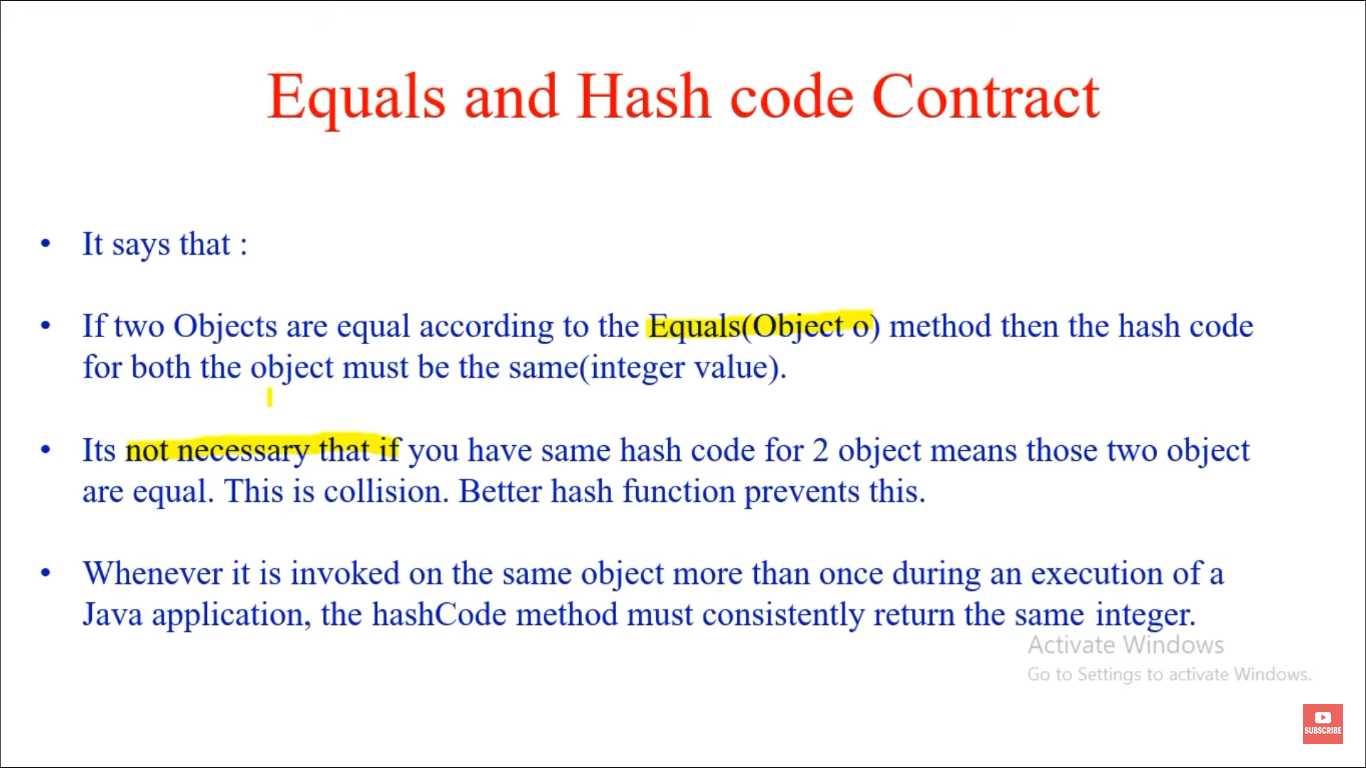 Equals and Hash code Contract
• It says that :
• If two Objects are equal according to the Equals(Object o) method then the hash code
for both the object must be the same(integer value).
• Its not necessary that if you have same hash code for 2 object means those two object
are equal. This is collision. Better hash function prevents this.
• Whenever it is invoked on the same object more than once during an execution of a
Java application, the hashCode method must consistently return the same integer.
Activate Windows
Go to Settings to activate Windows.
SUBSCRIBE